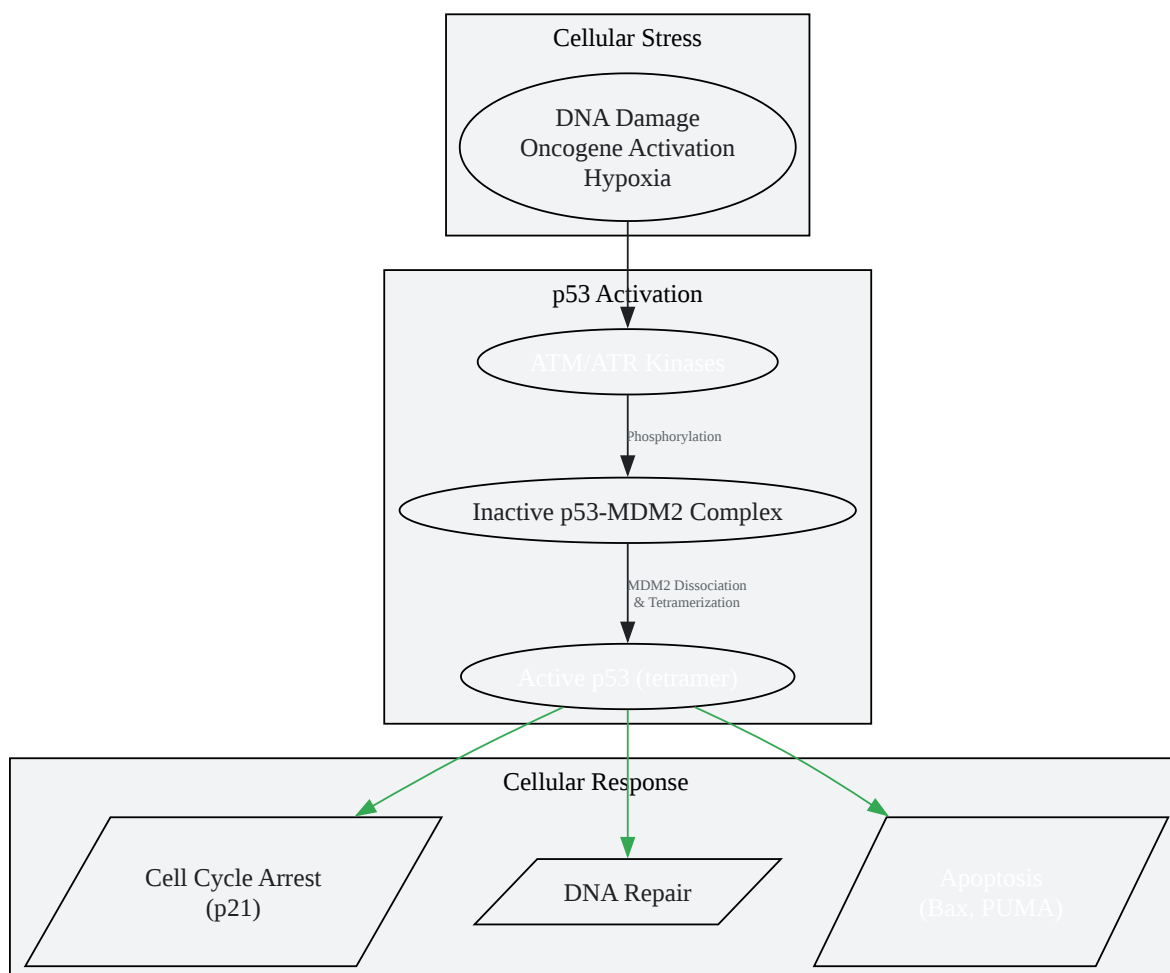 Cellular Stress
DNA Damage
Oncogene Activation
Hypoxia
p53 Activation
ATM/ATR Kinases
Phosphorylation
Inactive p53-MDM2 Complex
MDM2 Dissociation
& Tetramerization
Active p53 (tetramer)
Cellular Response
Cell Cycle Arrest
(p21)
DNA Repair
Apoptosis
(Bax, PUMA)